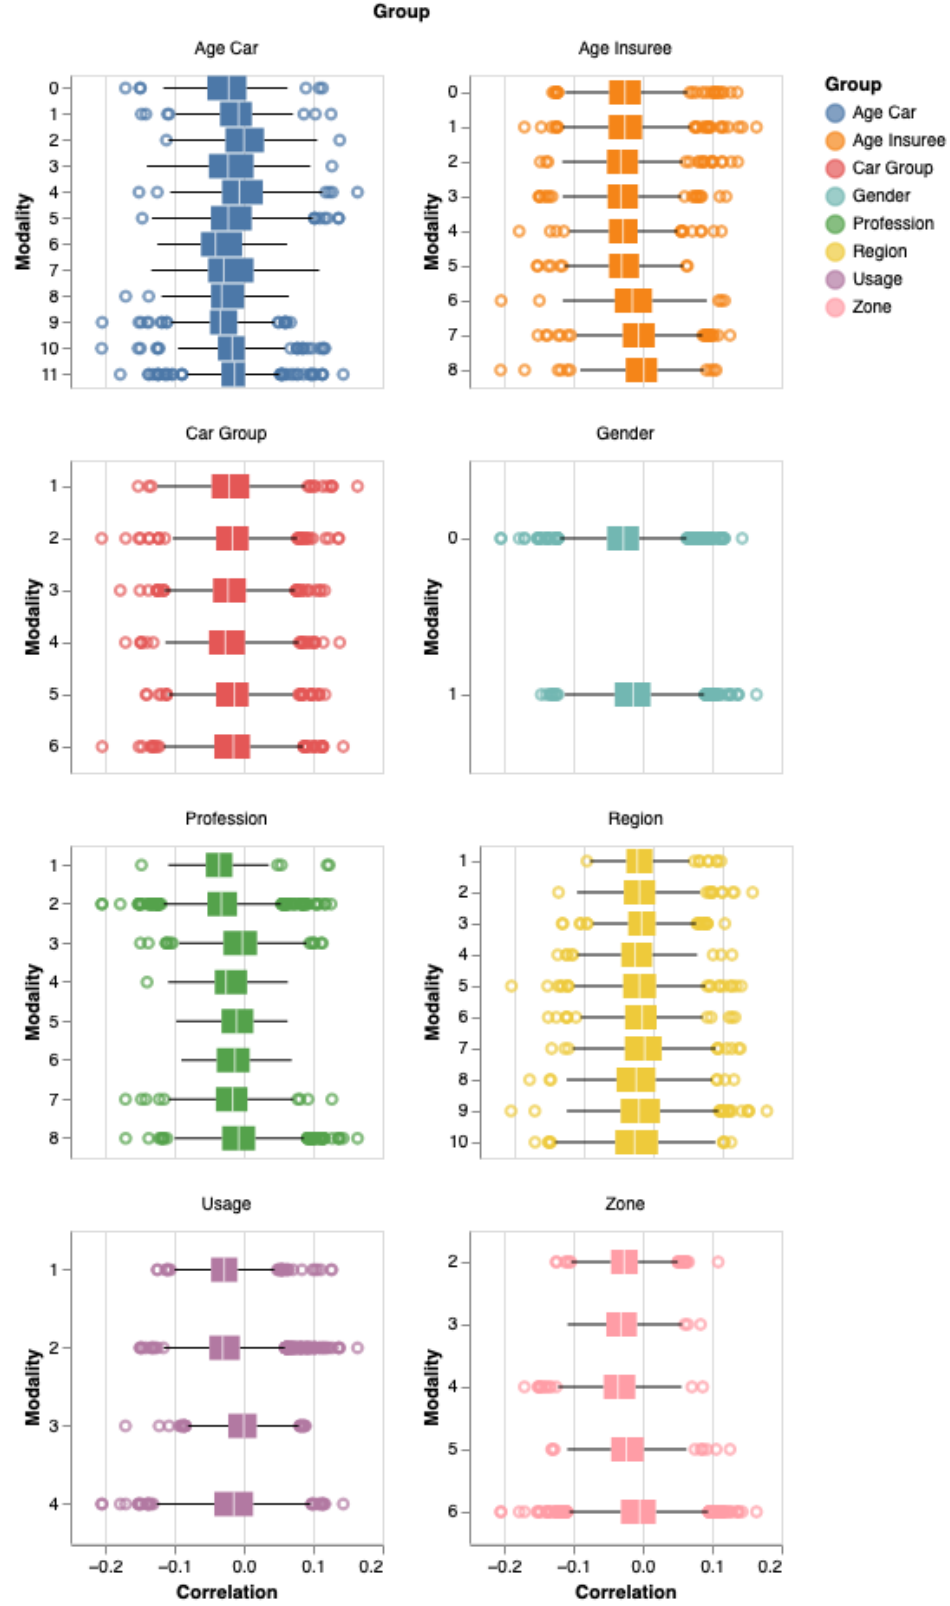 Group
Age Car
Age Insuree
Modality
0
1
2
3
4
5
6
7
8
9
10
11
Modality
0
1
2
3
4
5
6
7
8
Group
Age Car
Age Insuree
Car Group
Gender
Profession
Region
Usage
Zone
Car Group
Gender
Modality
1
2
3
4
5
6
Modality
0
1
Profession
Region
Modality
1
2
3
4
5
6
7
8
Modality
1
2
3
4
5
6
7
8
9
10
Usage
Zone
Modality
1
2
3
4
Modality
2
3
4
5
6
−0.2 −0.1 0.0 0.1 0.2
Correlation
−0.2 −0.1 0.0 0.1 0.2
Correlation